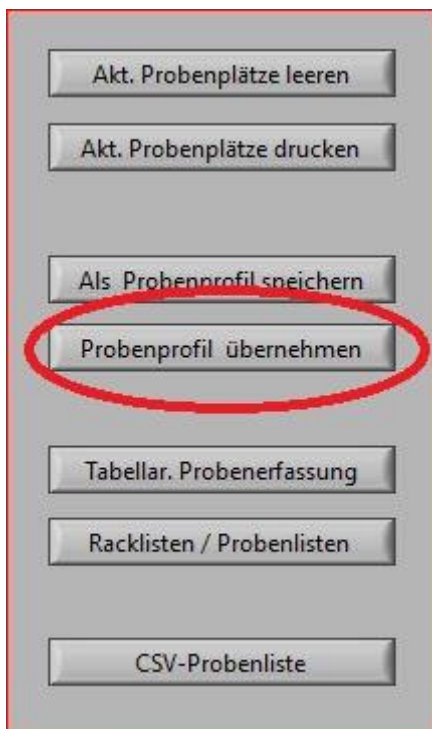 Akt. Probenplätze leeren
Akt. Probenplätze drucken
Als Probenprofil speichern
Probenprofil übernehmen
Tabellar. Probenerfassung
Racklisten / Probenlisten
CSV-Probenliste